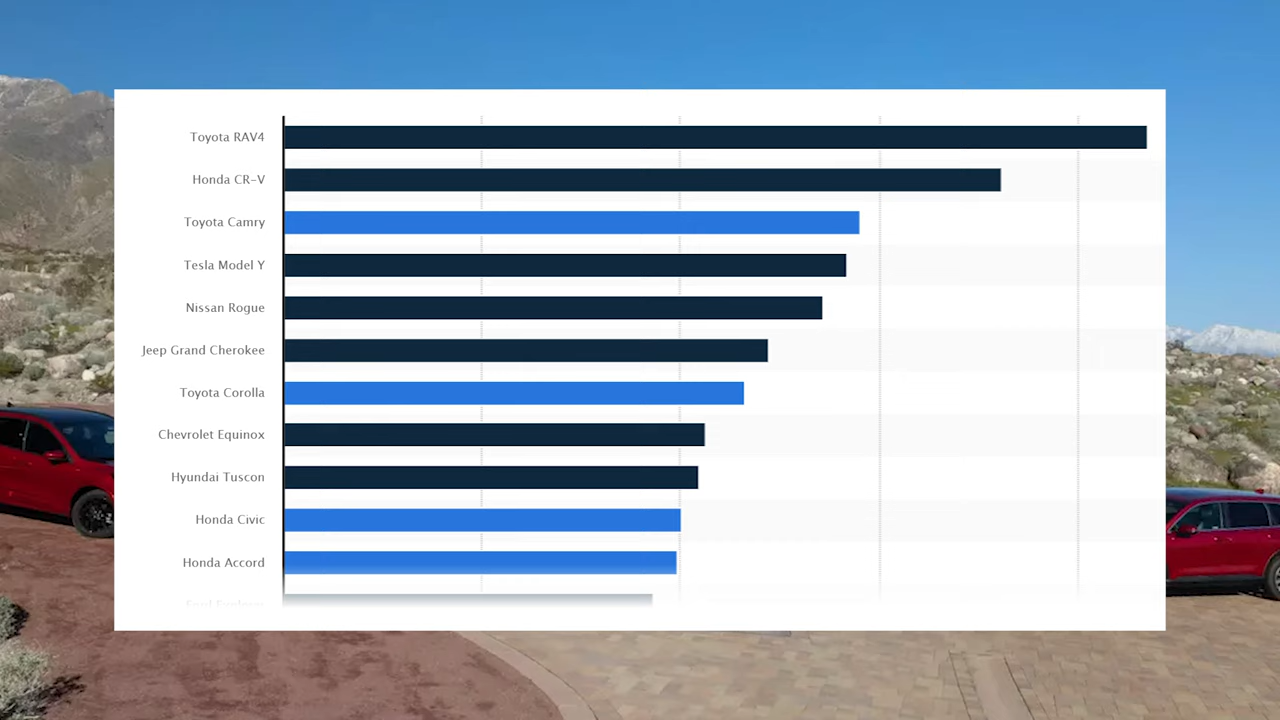 Toyota RAV4
Honda CR-V
Toyota Camry
Tesla Model Y
Nissan Rogue
Jeep Grand Cherokee
Toyota Corolla
Chevrolet Equinox
Hyundai Tuscon
Honda Civic
Honda Accord